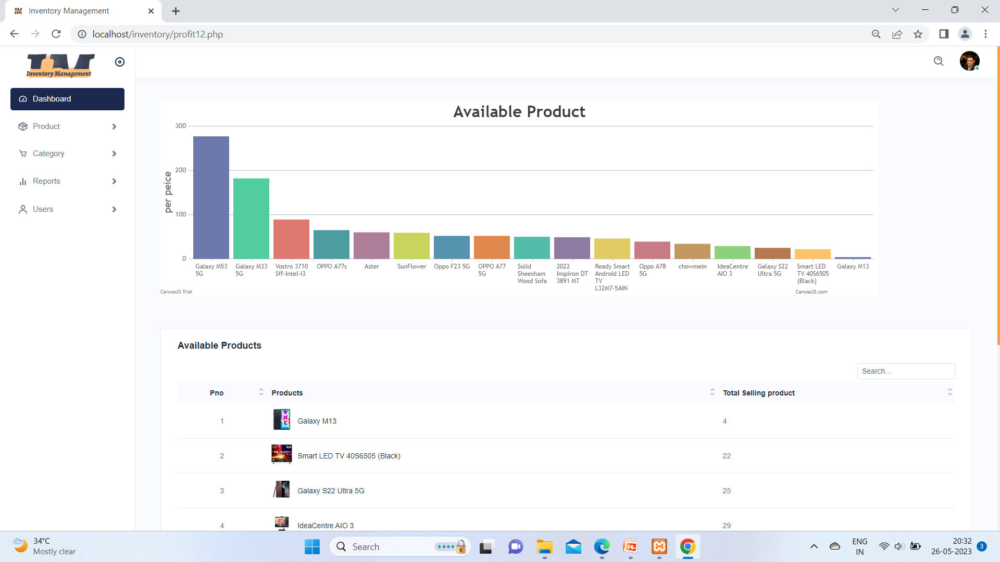 Inventory Management
localhost/inventory/profit12.php
IM
Inventory Management
Dashboard
Product
Category
Reports
Users
Available Product
per peice
300
200
100
0
Galaxy M53 5G
Galaxy M33 5G
Vostro 3710 Sff-Intel-i3
OPPO A77s
Aster
SunFlower
Oppo F23 5G
OPPO A77 5G
Solid Sheesham Wood Sofa
2022 Inspiron DT 3891 MT
Ready Smart Android LED TV L32M7-5AIN
Oppo A78 5G
chowmein
IdeaCentre AIO 3
Galaxy S22 Ultra 5G
Smart LED TV 40S6505 (Black)
Galaxy M13
CanvasJS Trial
CanvasJS.com
Available Products
Search...
Pno Products Total Selling product
1 M 13 Galaxy M13 4
2 Smart LED TV 40S6505 (Black) 22
3 Galaxy S22 Ultra 5G 25
4 IdeaCentre AIO 3 29
34°C
Mostly clear
Search
ENG
IN
20:32
26-05-2023
3